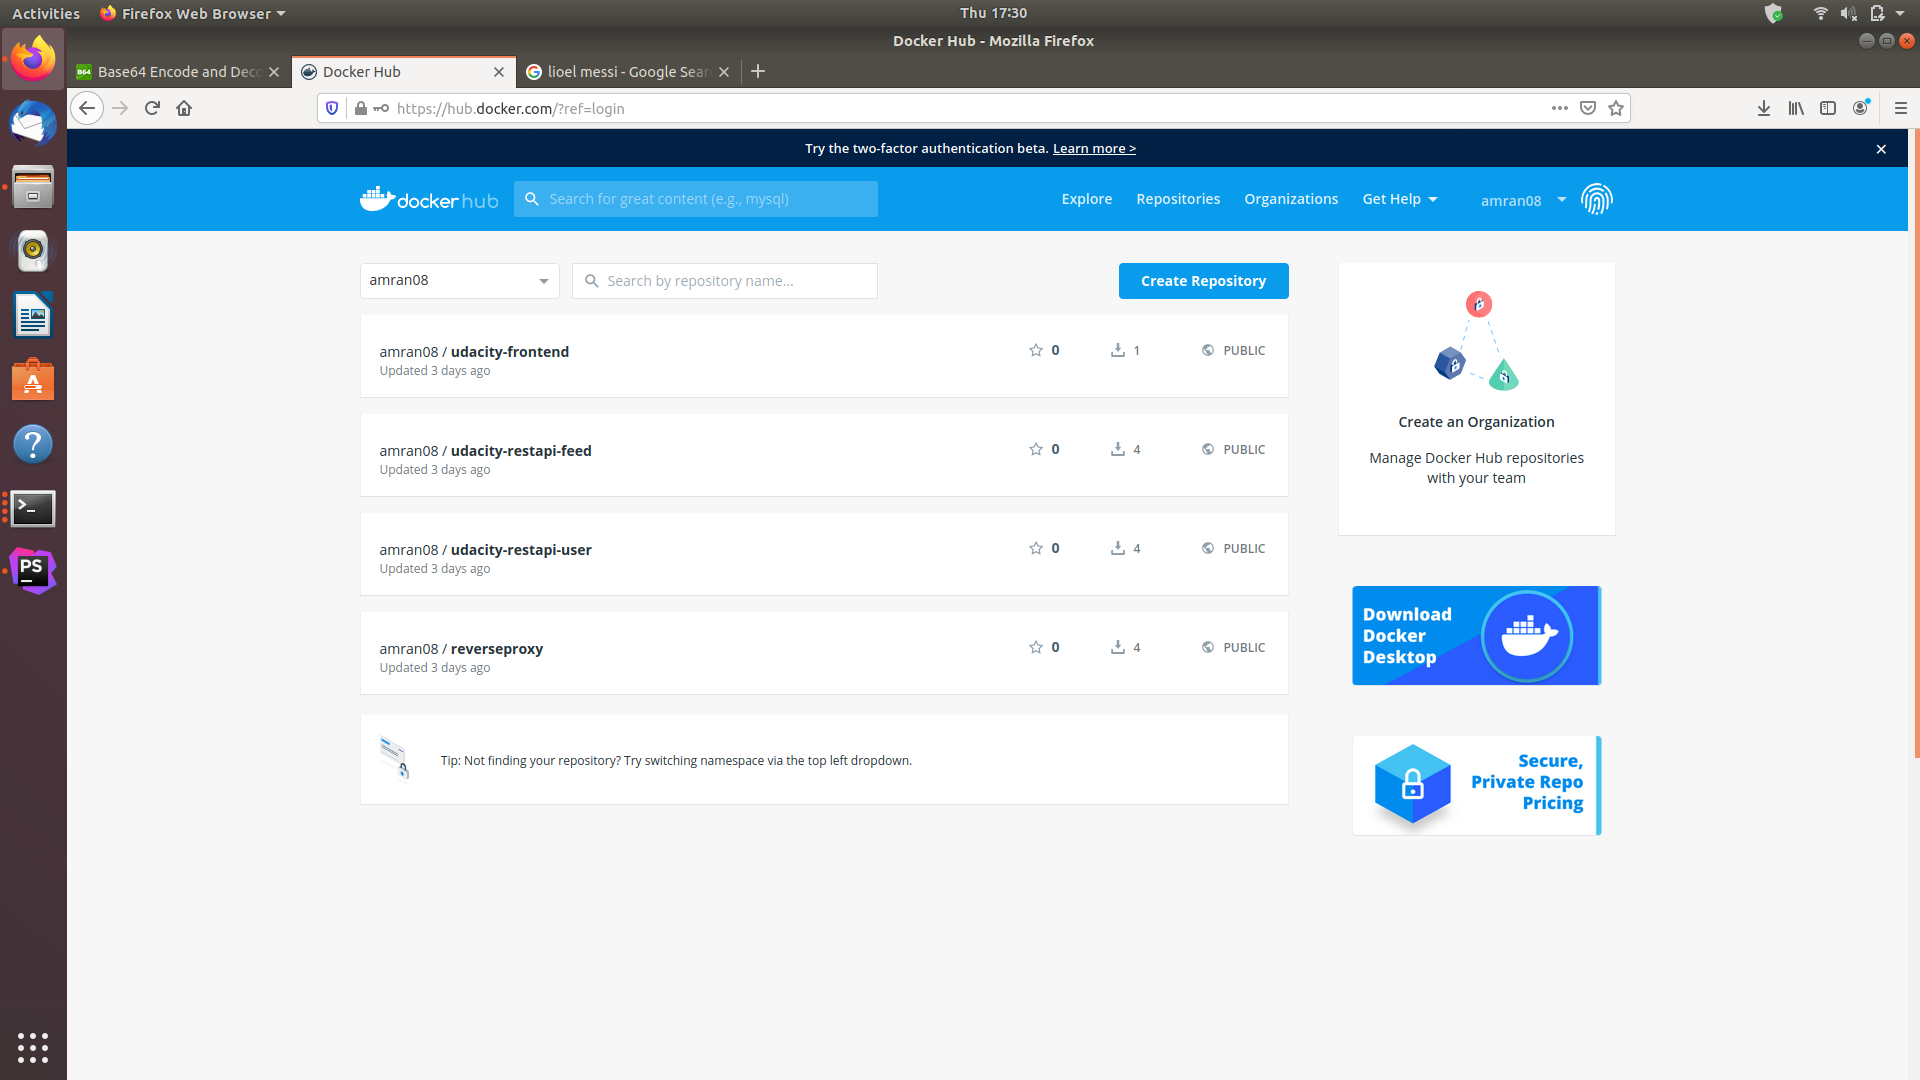 Activities
Firefox Web Browser
Thu 17:30
Docker Hub - Mozilla Firefox
B64
Base64 Encode and Deco
Docker Hub
lioel messi - Google Sear
https://hub.docker.com/?ref=login
Try the two-factor authentication beta. Learn more >
docker hub
Search for great content (e.g., mysql)
Explore
Repositories
Organizations
Get Help
amran08
amran08
Search by repository name...
Create Repository
amran08 / udacity-frontend
Updated 3 days ago
0
1
PUBLIC
amran08 / udacity-restapi-feed
Updated 3 days ago
0
4
PUBLIC
amran08 / udacity-restapi-user
Updated 3 days ago
0
4
PUBLIC
amran08 / reverseproxy
Updated 3 days ago
0
4
PUBLIC
Tip: Not finding your repository? Try switching namespace via the top left dropdown.
Create an Organization
Manage Docker Hub repositories
with your team
Download
Docker
Desktop
Secure,
Private Repo
Pricing
PS